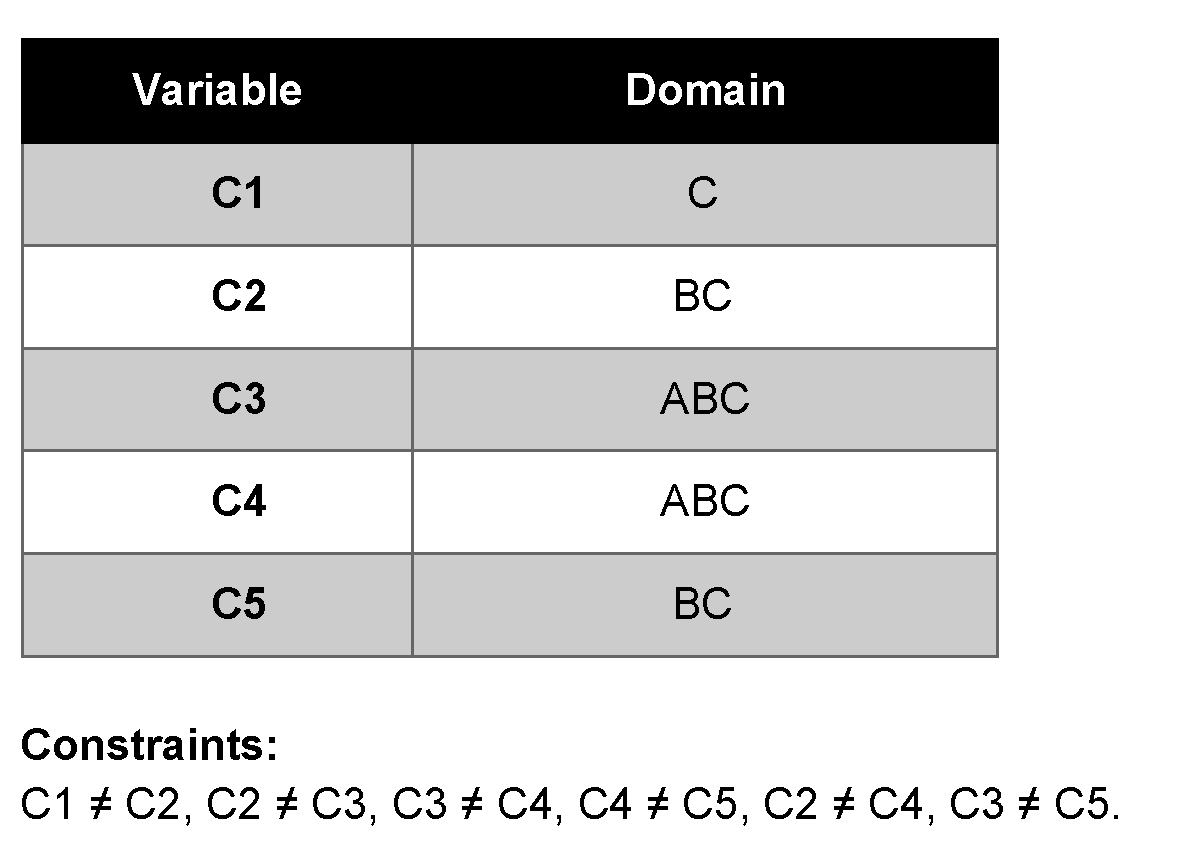 Variable Domain
C1 C
C2 BC
C3 ABC
C4 ABC
C5 BC
Constraints:
C1 ≠ C2, C2 ≠ C3, C3 ≠ C4, C4 ≠ C5, C2 ≠ C4, C3 ≠ C5.